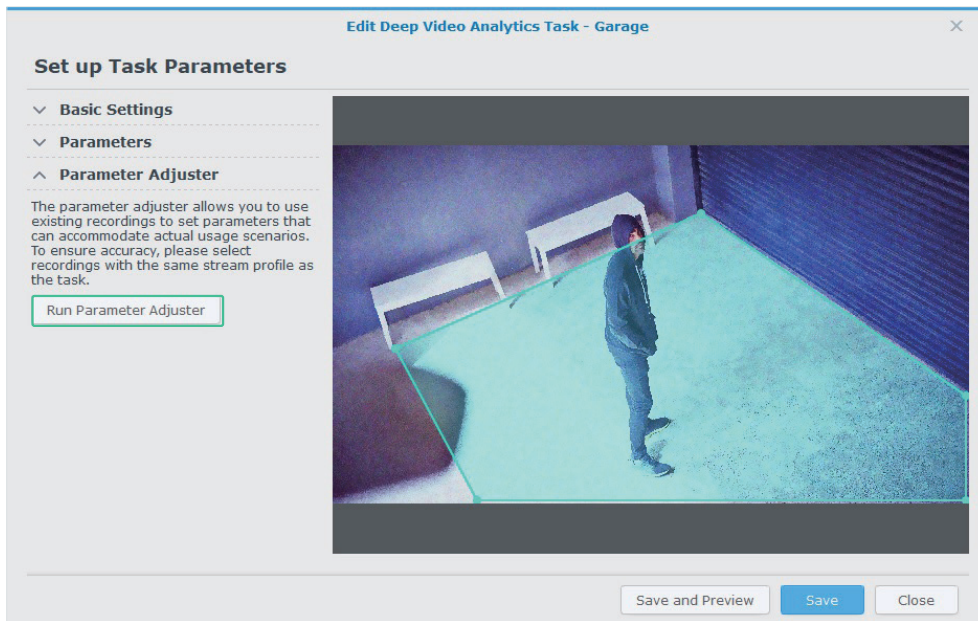 Edit Deep Video Analytics Task - Garage
Set up Task Parameters
Basic Settings
Parameters
Parameter Adjuster
The parameter adjuster allows you to use
existing recordings to set parameters that
can accommodate actual usage scenarios.
To ensure accuracy, please select
recordings with the same stream profile as
the task.
Run Parameter Adjuster
Save and Preview
Save
Close